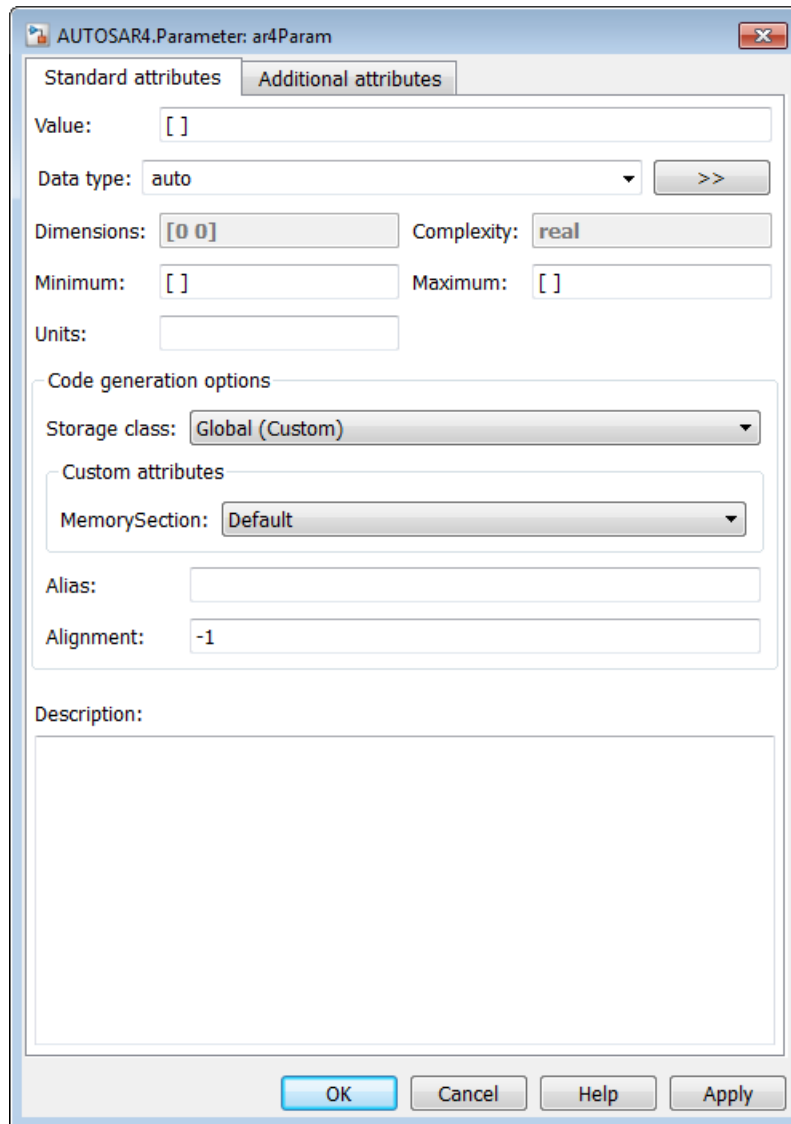 AUTOSAR4.Parameter: ar4Param
Standard attributes Additional attributes
Value: [ ]
Data type: auto >>
Dimensions: [0 0] Complexity: real
Minimum: [ ] Maximum: [ ]
Units:
Code generation options
Storage class: Global (Custom)
Custom attributes
MemorySection: Default
Alias:
Alignment: -1
Description:
OK Cancel Help Apply